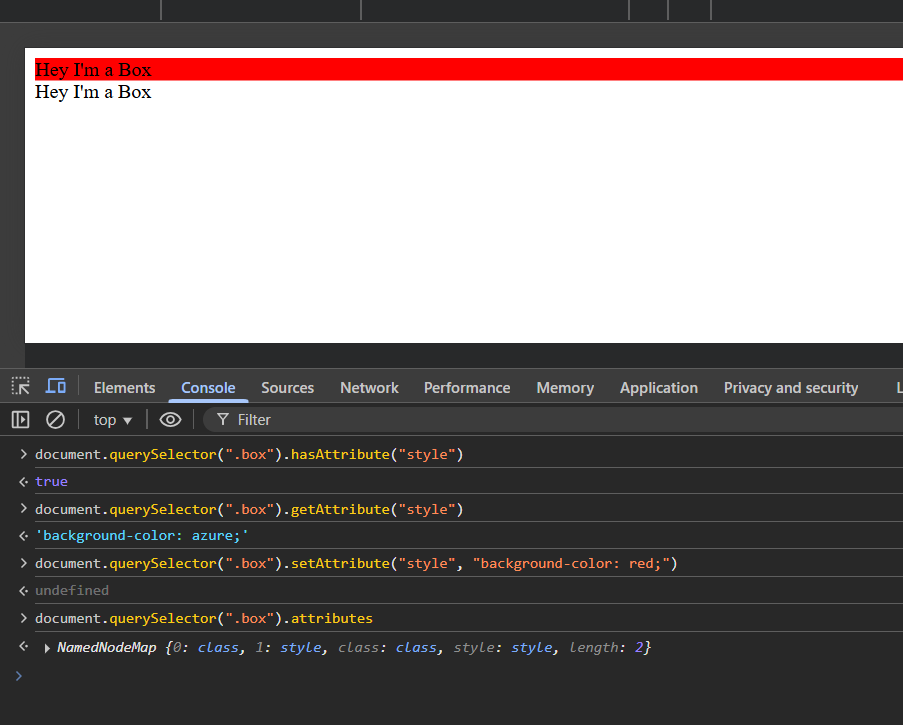 Hey I'm a Box
Hey I'm a Box
Elements Console Sources Network Performance Memory Application Privacy and security L
top Filter
document.querySelector(".box").hasAttribute("style")
true
document.querySelector(".box").getAttribute("style")
'background-color: azure;'
document.querySelector(".box").setAttribute("style", "background-color: red;")
undefined
document.querySelector(".box").attributes
NamedNodeMap {0: class, 1: style, class: class, style: style, length: 2}